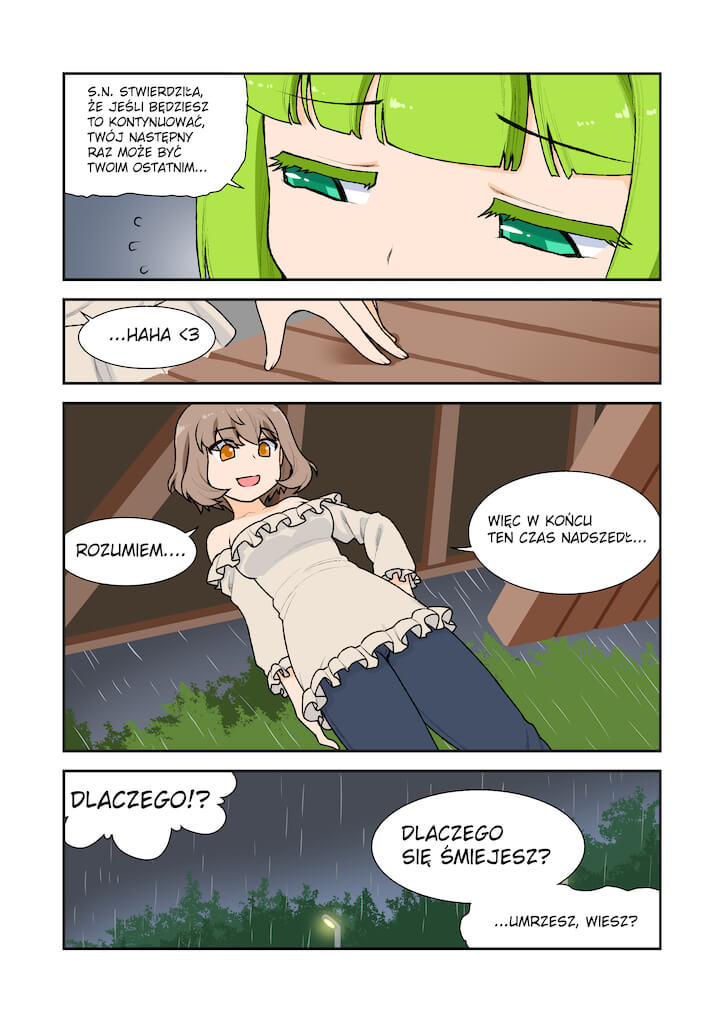 S.N. STWIERDZIŁA,
ŻE JEŚLI BĘDZIESZ
TO KONTYNUOWAĆ,
TWÓJ NASTĘPNY
RAZ MOŻE BYĆ
TWOIM OSTATNIM...
...HAHA <3
ROZUMIEM....
WIĘC W KOŃCU
TEN CZAS NADSZEDŁ...
DLACZEGO!?
DLACZEGO
SIĘ ŚMIEJESZ?
...UMRZESZ, WIESZ?